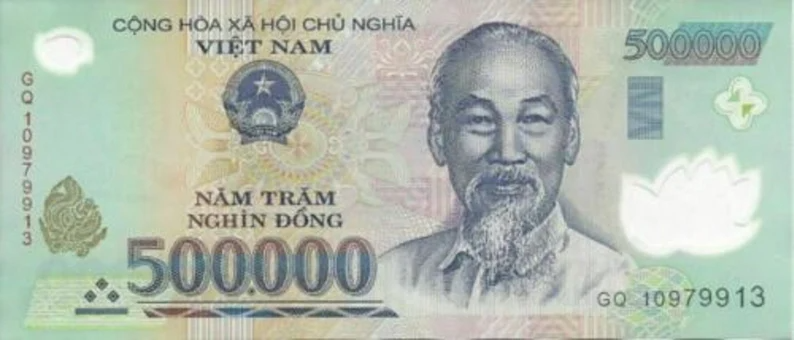 CỘNG HÒA XÃ HỘI CHỦ NGHĨA
VIỆT NAM
500000
GQ 10979913
NĂM TRĂM
NGHÌN ĐỒNG
500.000
GQ 10979913